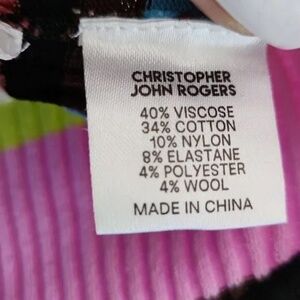 CHRISTOPHER
JOHN ROGERS
40% VISCOSE
34% COTTON
10% NYLON
8% ELASTANE
4% POLYESTER
4% WOOL
MADE IN CHINA